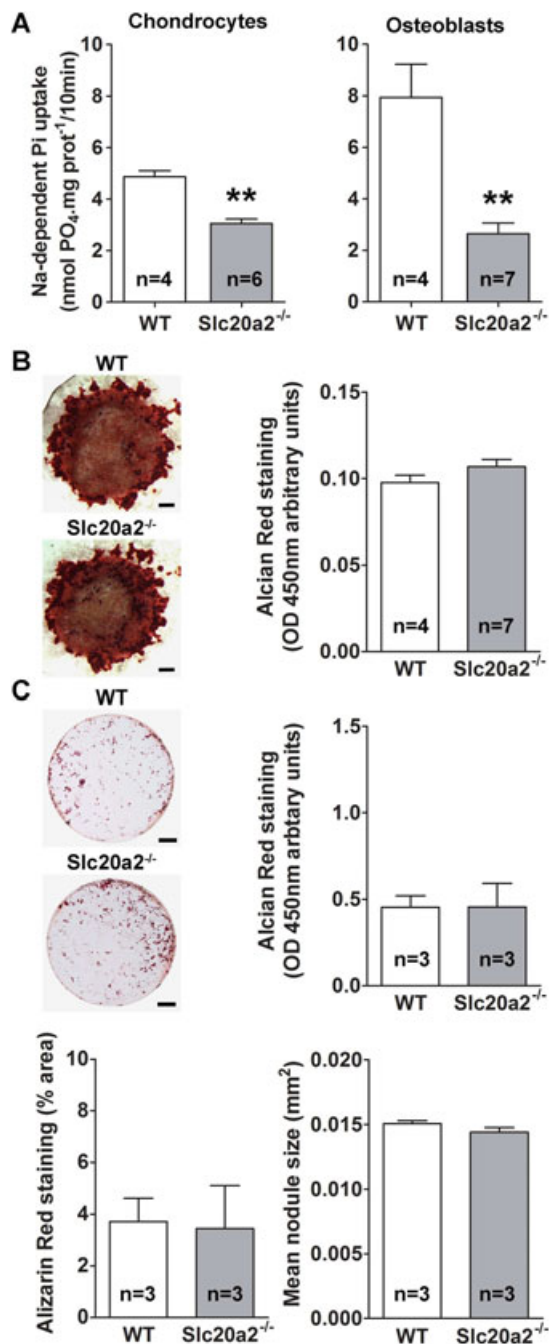 A
Chondrocytes
Osteoblasts
Na-dependent Pi uptake
(nmol PO₄.mg prot⁻¹/10min)
10
8
6
4
2
0
n=4
**
n=6
WT
Slc20a2⁻/⁻
10
8
6
4
2
0
n=4
**
n=7
WT
Slc20a2⁻/⁻
B
WT
Slc20a2⁻/⁻
Alcian Red staining
(OD 450nm arbitrary units)
0.15
0.10
0.05
0.00
n=4
n=7
WT
Slc20a2⁻/⁻
C
WT
Slc20a2⁻/⁻
Alcian Red staining
(OD 450nm arbtary units)
1.5
1.0
0.5
0.0
n=3
n=3
WT
Slc20a2⁻/⁻
Alizarin Red staining (% area)
10
8
6
4
2
0
n=3
n=3
WT
Slc20a2⁻/⁻
Mean nodule size (mm²)
0.020
0.015
0.010
0.005
0.000
n=3
n=3
WT
Slc20a2⁻/⁻